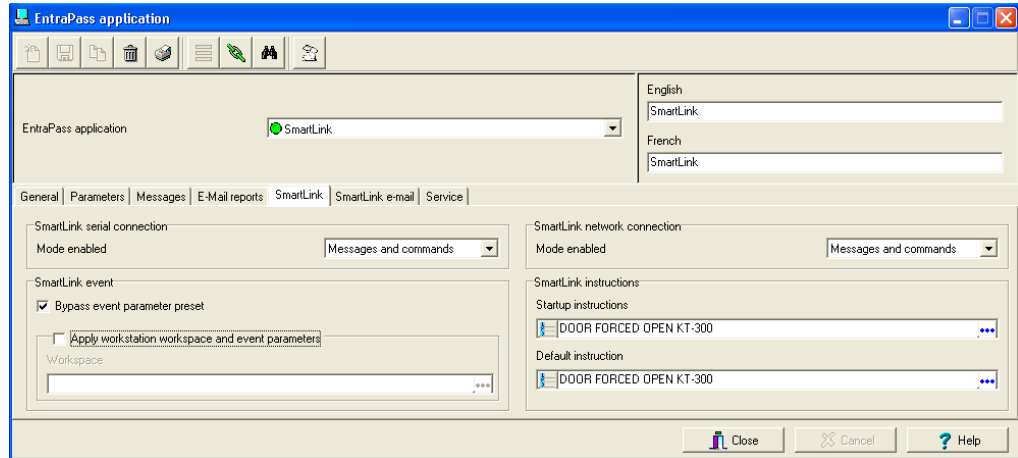 EntraPass application
English
SmartLink
EntraPass application
SmartLink
French
SmartLink
General Parameters Messages E-Mail reports SmartLink SmartLink e-mail Service
SmartLink serial connection
Mode enabled
Messages and commands
SmartLink network connection
Mode enabled
Messages and commands
SmartLink event
Bypass event parameter preset
Apply workstation workspace and event parameters
Workspace
SmartLink instructions
Startup instructions
DOOR FORCED OPEN KT-300
Default instruction
DOOR FORCED OPEN KT-300
Close Cancel Help